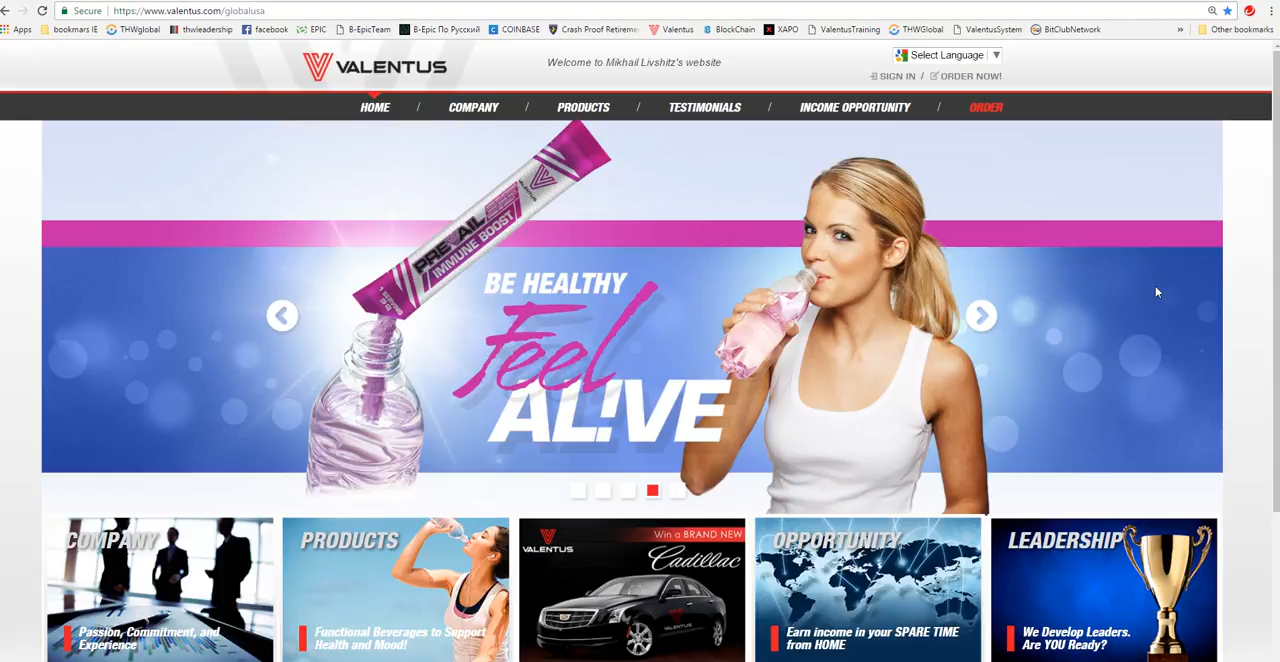 Secure | https://www.valentus.com/globalusa
Apps bookmars IE THWglobal thwleadership facebook EPIC B-EpicTeam B-Epic По Русский COINBASE Crash Proof Retireme Valentus BlockChain XAPO ValentusTraining THWGlobal ValentusSystem BitClubNetwork » Other bookmarks
VALENTUS
Welcome to Mikhail Livshitz's website
Select Language ▼
SIGN IN / ORDER NOW!
HOME / COMPANY / PRODUCTS / TESTIMONIALS / INCOME OPPORTUNITY / ORDER
VALENTUS
PREVAIL
IMMUNE BOOST
BE HEALTHY
Feel
AL!VE
COMPANY
Passion, Commitment, and
Experience
PRODUCTS
Functional Beverages to Support
Health and Mood!
VALENTUS
Win a BRAND NEW
Cadillac
VALENTUS
OPPORTUNITY
Earn income in your SPARE TIME
from HOME
LEADERSHIP
We Develop Leaders.
Are YOU Ready?